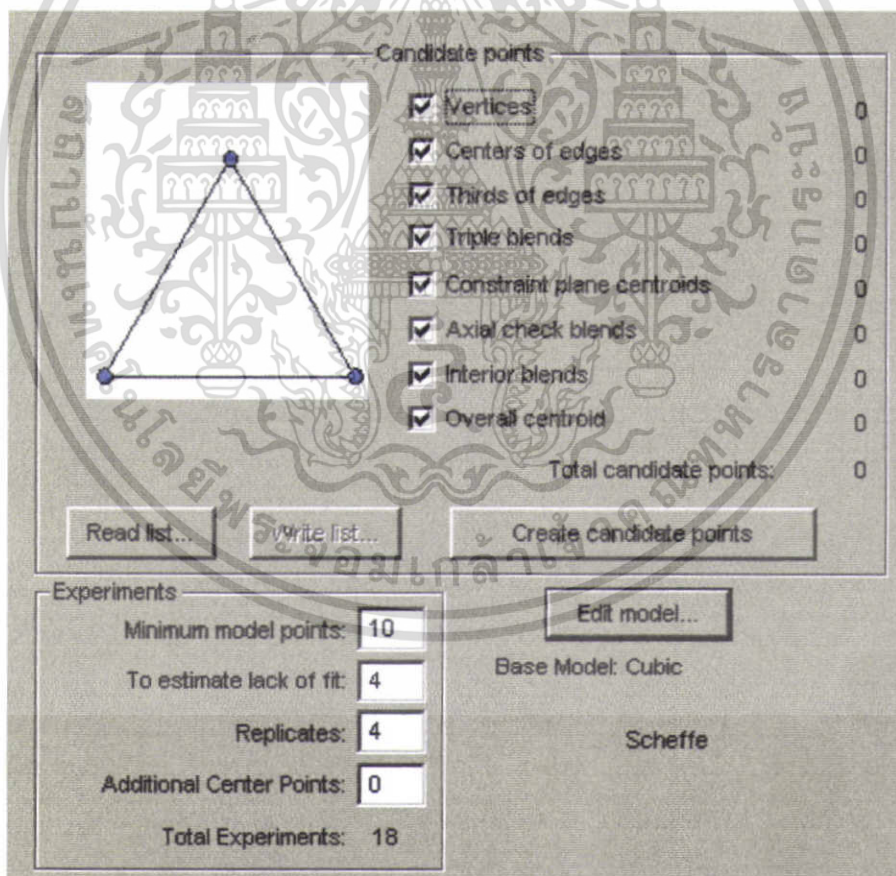 Candidate points
Vertices 0
Centers of edges 0
Thirds of edges 0
Triple blends 0
Constraint plane centroids 0
Axial check blends 0
Interior blends 0
Overall centroid 0
Total candidate points: 0
Read list... Write list... Create candidate points
Experiments
Minimum model points: 10
To estimate lack of fit: 4
Replicates: 4
Additional Center Points: 0
Total Experiments: 18
Edit model...
Base Model: Cubic
Scheffe